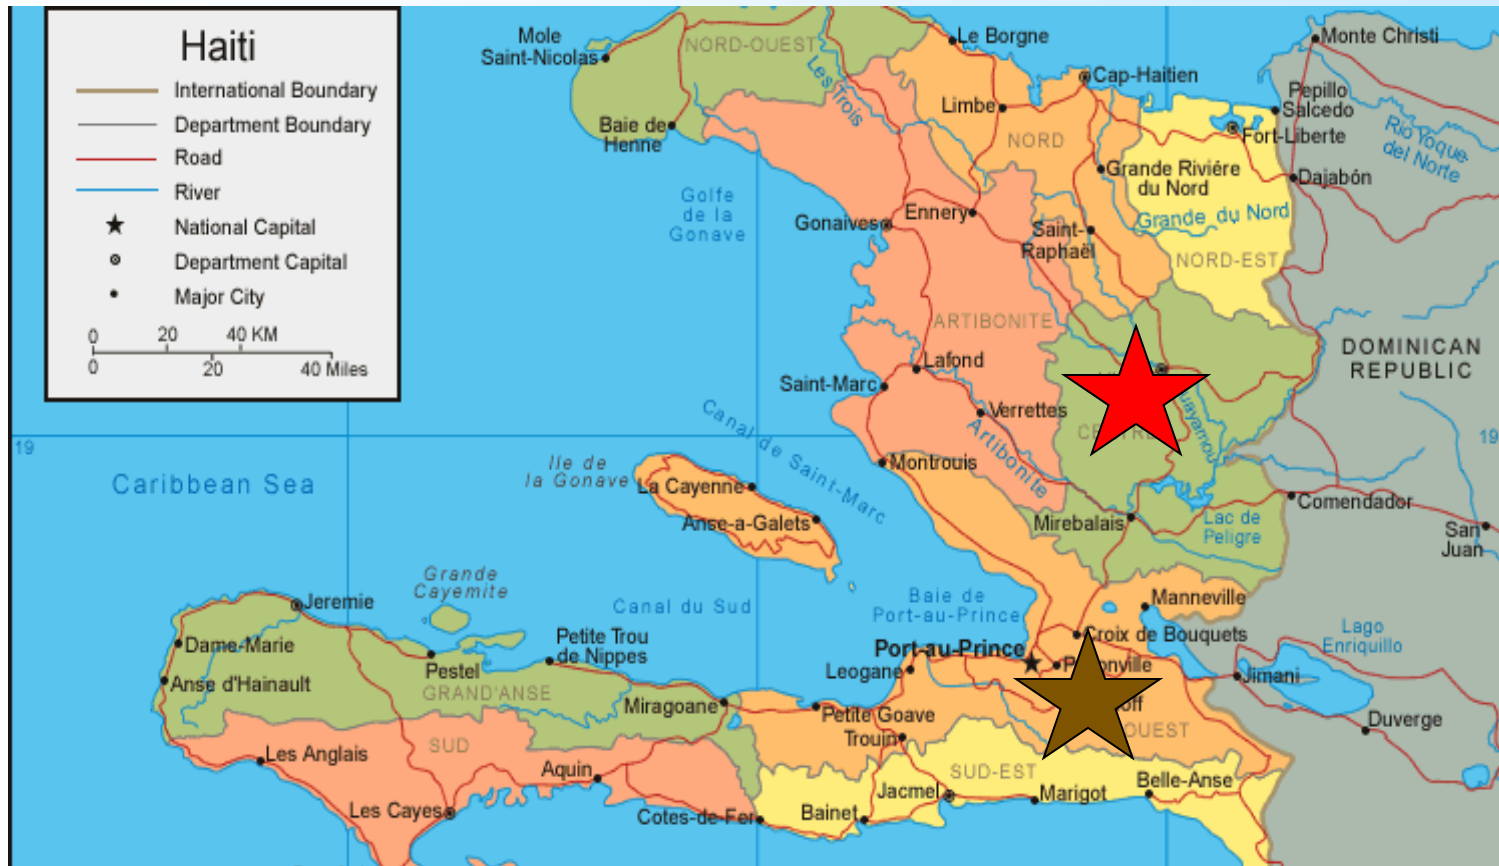 Haiti
International Boundary
Department Boundary
Road
River
National Capital
Department Capital
Major City
0 20 40 KM
0 20 40 Miles
Mole
Saint-Nicolas
NORD-OUEST
Le Borgne
Les Trois
Cap-Haitien
Monte Christi
Limbe
Pepillo
Salcedo
Baie de
Henne
NORD
Fort-Liberte
Rio Yoque
del Norte
Grande Riviére
du Nord
Dajabón
Golfe
de la
Gonave
Gonaives
Ennery
Grande du Nord
Saint-
Raphaël
NORD-EST
ARTIBONITE
DOMINICAN
REPUBLIC
Lafond
Saint-Marc
Verrettes
Canal de Saint-Marc
Artibonite
19
19
Montrouis
Ile de
la Gonave
La Cayenne
Caribbean Sea
Anse-a-Galets
Mirebalais
Lac de
Peligre
Comendador
San
Juan
Grande
Cayemite
Jeremie
Canal du Sud
Baie de
Port-au-Prince
Manneville
Croix de Bouquets
Lago
Enriquillo
Dame-Marie
Petite Trou
de Nippes
Port-au-Prince
Pestel
Leogane
Jimani
Anse d'Hainault
GRAND'ANSE
Miragoane
Petite Goave
Trouin
OUEST
Duverge
SUD
Les Anglais
Aquin
SUD-EST
Jacmel
Marigot
Belle-Anse
Les Cayes
Cotes-de-Fer
Bainet